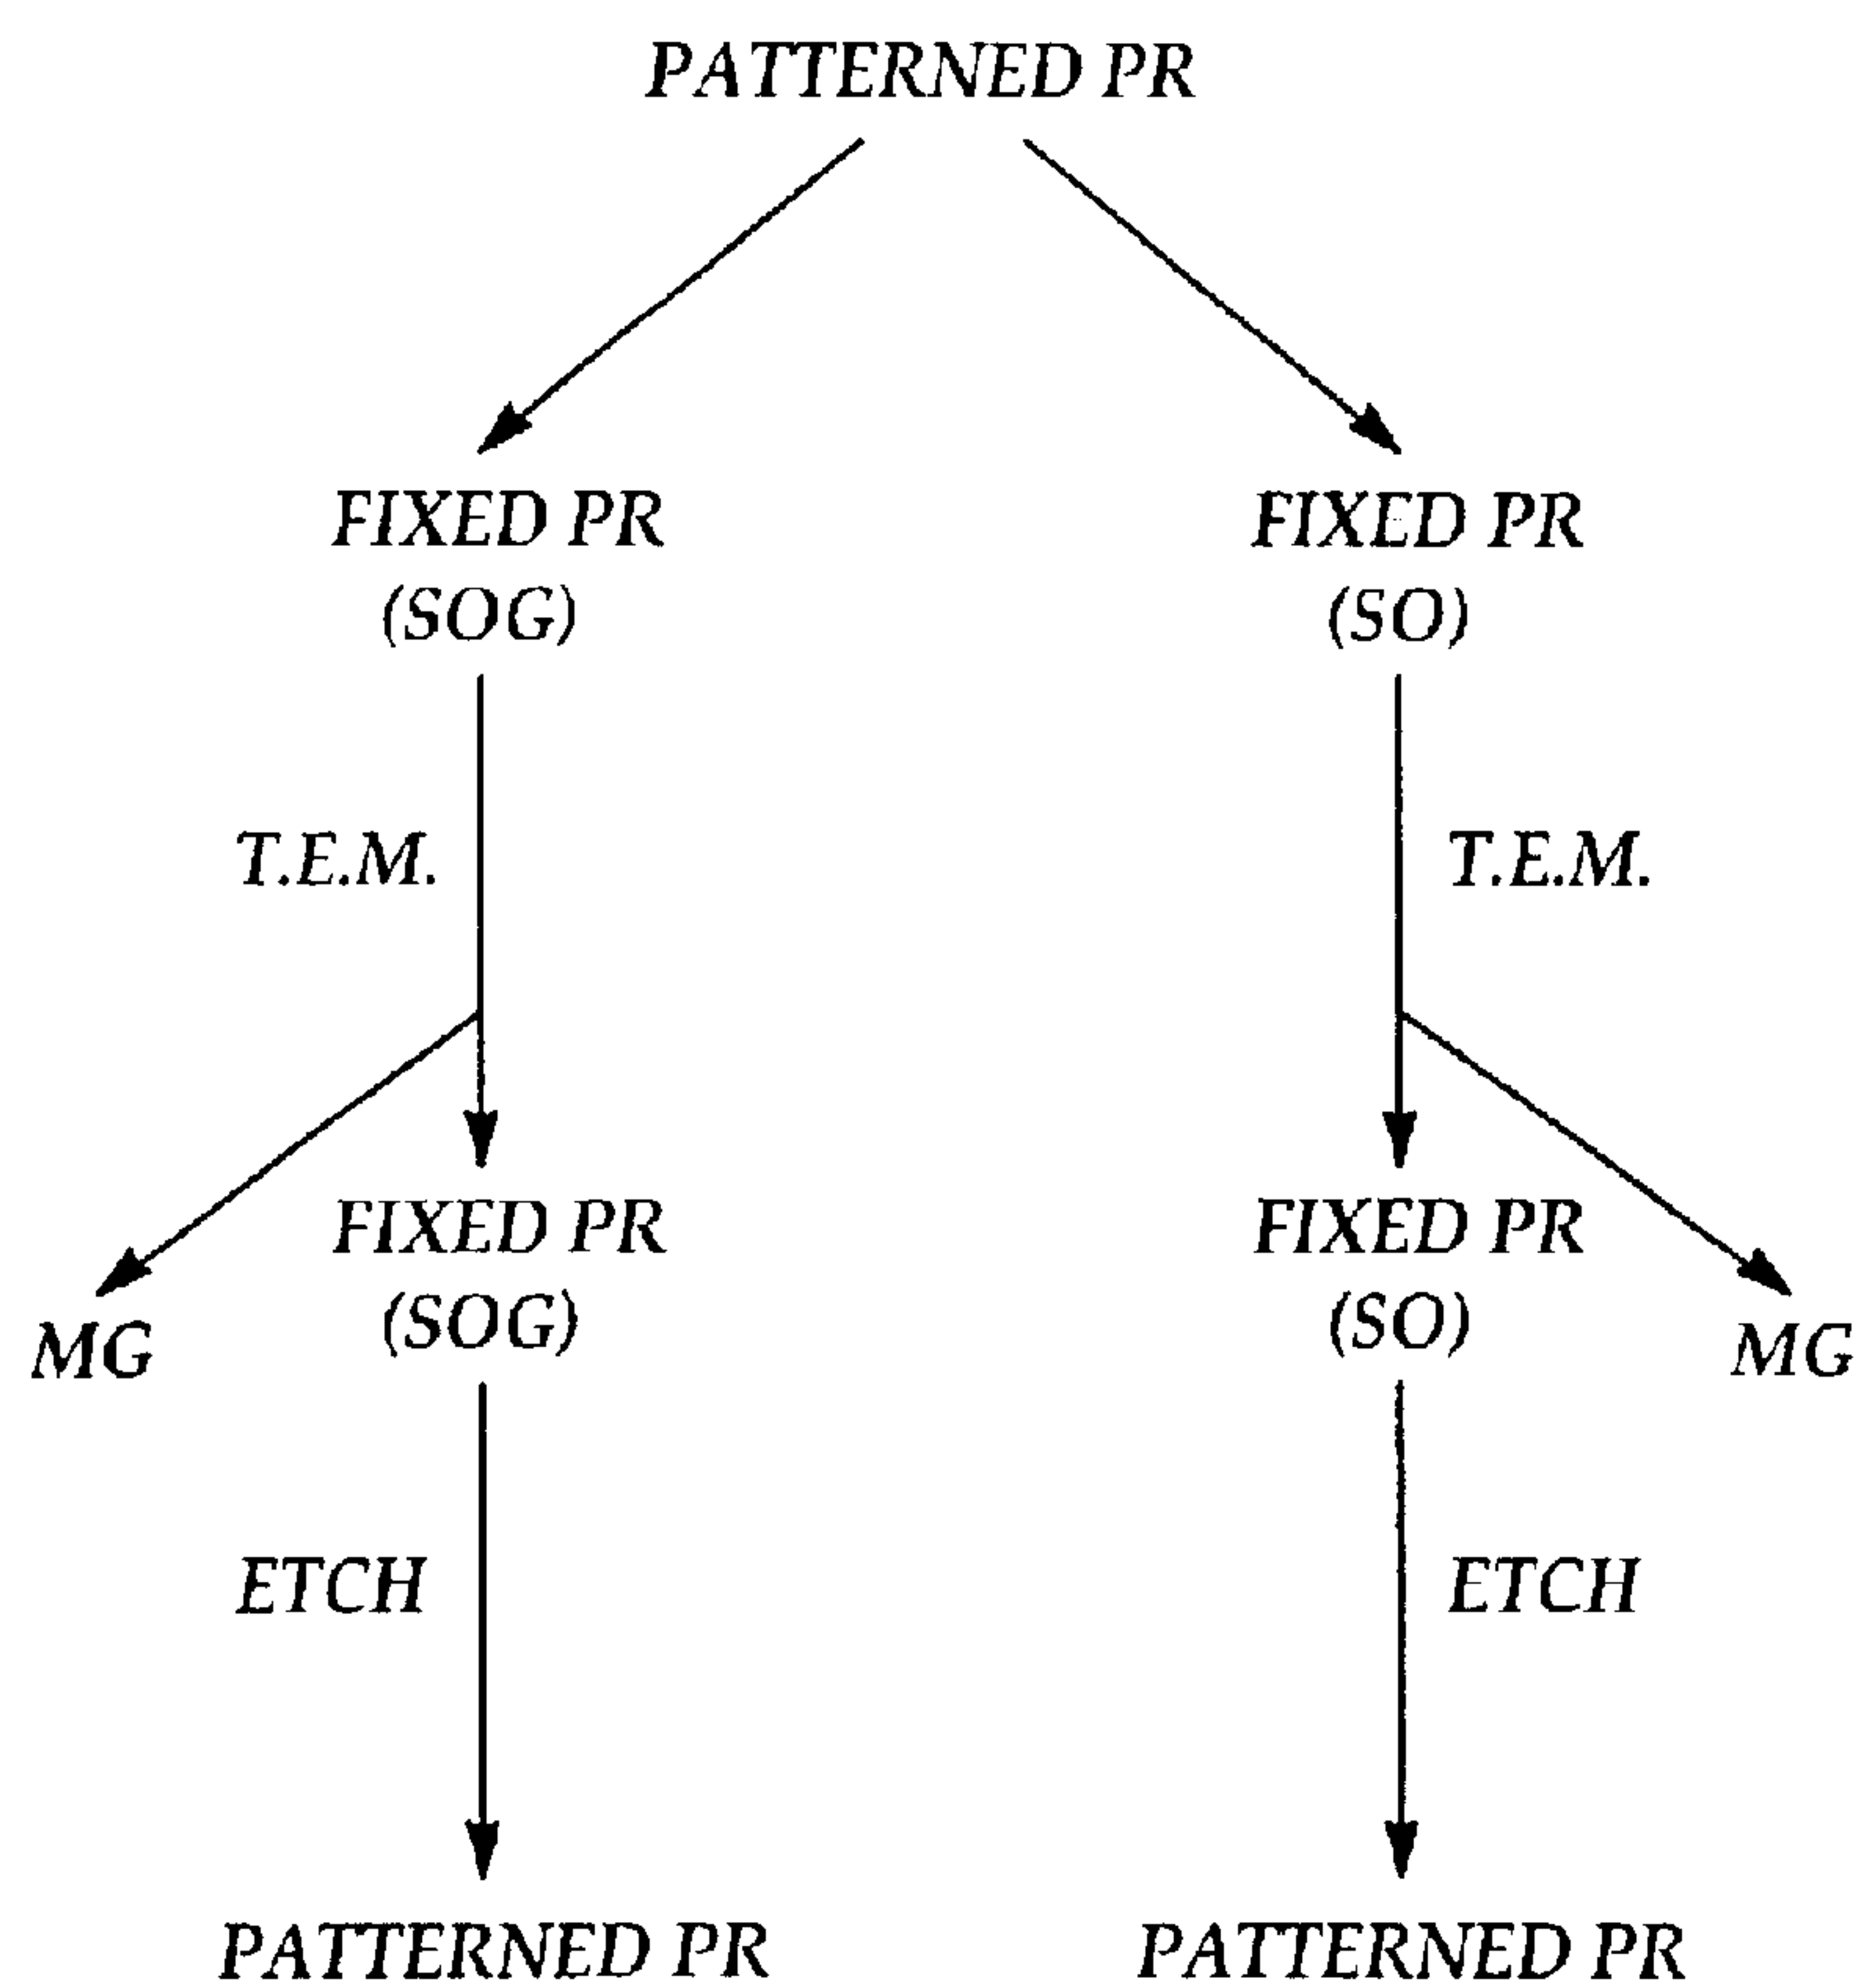 PATTERNED PR
FIXED PR
(SOG)
FIXED PR
(SO)
T.E.M.
T.E.M.
MG
FIXED PR
(SOG)
FIXED PR
(SO)
MG
ETCH
ETCH
PATTERNED PR
PATTERNED PR